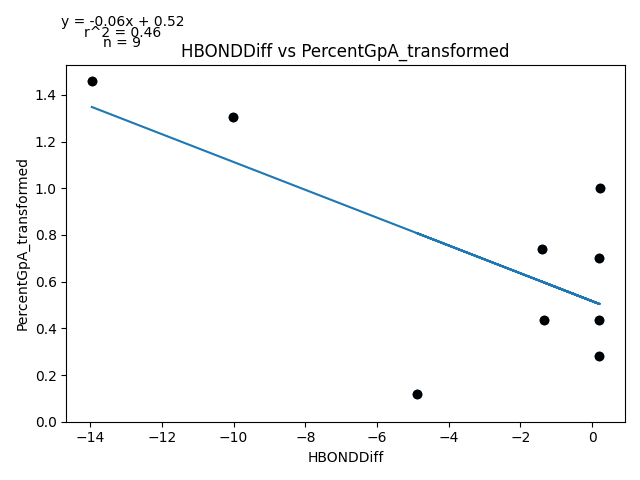 y = -0.06x + 0.52
r^2 = 0.46
n = 9
HBONDDiff vs PercentGpA_transformed
PercentGpA_transformed
1.4
1.2
1.0
0.8
0.6
0.4
0.2
0.0
−14 −12 −10 −8 −6 −4 −2 0
HBONDDiff